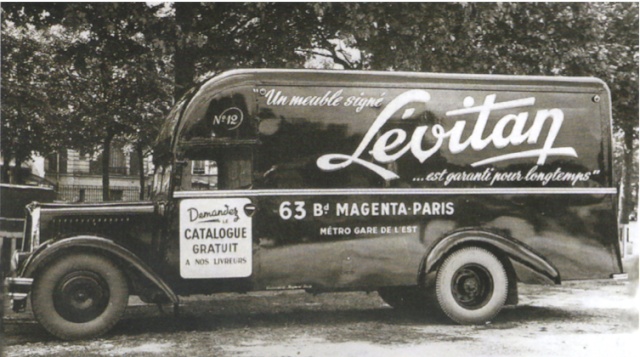 "Un meuble signé
Lévitan
...est garanti pour longtemps"
N°12
63 Bd MAGENTA-PARIS
MÉTRO GARE DE L'EST
Demandez
LE
CATALOGUE
GRATUIT
A NOS LIVREURS